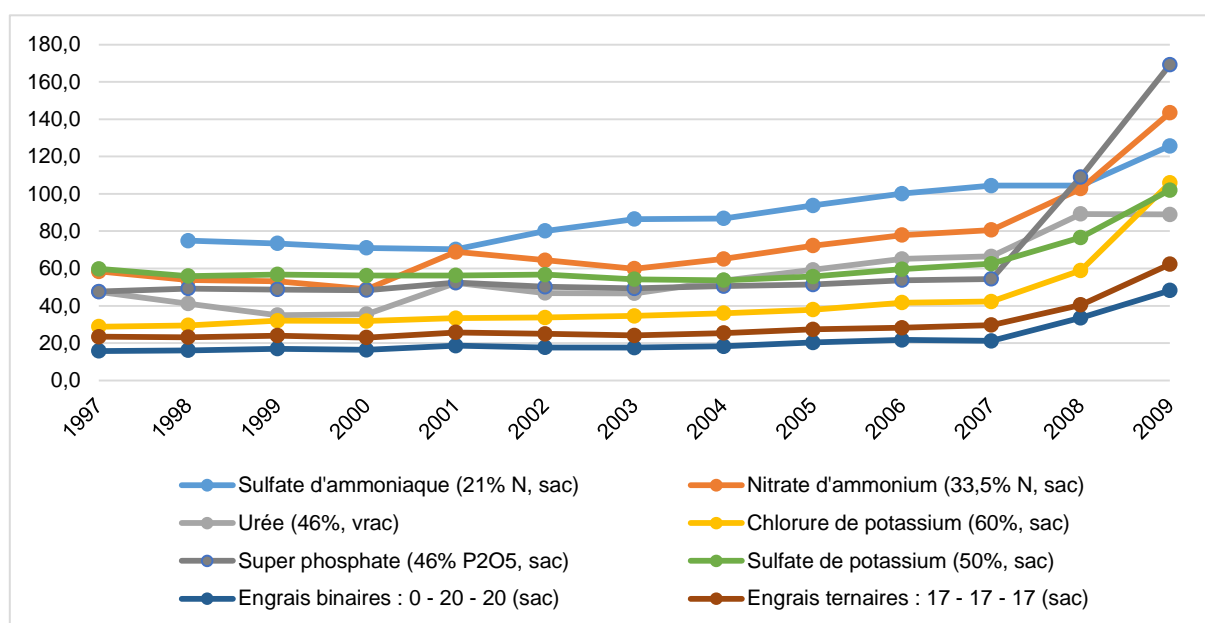 180,0
160,0
140,0
120,0
100,0
80,0
60,0
40,0
20,0
0,0
1997 1998 1999 2000 2001 2002 2003 2004 2005 2006 2007 2008 2009
Sulfate d'ammoniaque (21% N, sac) Nitrate d'ammonium (33,5% N, sac)
Urée (46%, vrac) Chlorure de potassium (60%, sac)
Super phosphate (46% P2O5, sac) Sulfate de potassium (50%, sac)
Engrais binaires : 0 - 20 - 20 (sac) Engrais ternaires : 17 - 17 - 17 (sac)